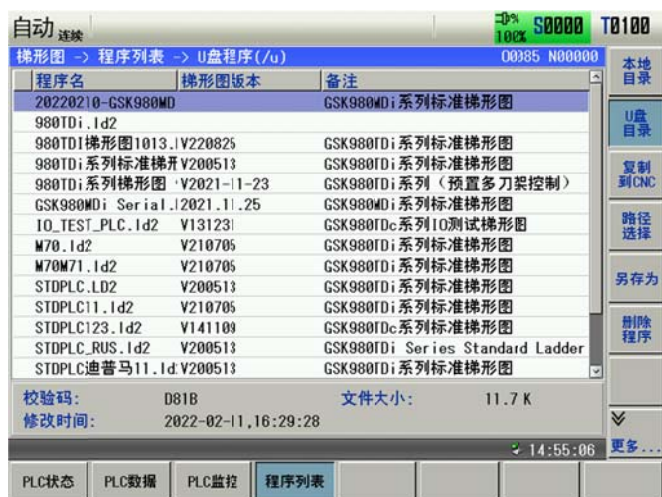 自动 连续 100% S0000 T0100
梯形图 -> 程序列表 -> U盘程序(/u) O0085 N00000
程序名 梯形图版本 备注
20220210-GSK980MD GSK980MDi系列标准梯形图
980TDi.ld2
980TDI梯形图1013.l V220825 GSK980TDi系列标准梯形图
980TDi系列标准梯形 V200513 GSK980TDi系列标准梯形图
980TDi系列梯形图 V2021-11-23 GSK980TDi系列（预置多刀架控制）
GSK980MDi Serial.l 2021.11.25 GSK980MDi系列标准梯形图
IO_TEST_PLC.ld2 V131231 GSK980TDc系列IO测试梯形图
M70.ld2 V210705 GSK980TDi系列标准梯形图
M70M71.ld2 V210705 GSK980TDi系列标准梯形图
STDPLC.LD2 V200513 GSK980TDi系列标准梯形图
STDPLC11.ld2 V210705 GSK980TDi系列标准梯形图
STDPLC123.ld2 V141109 GSK980TDc系列标准梯形图
STDPLC_RUS.ld2 V200513 GSK980TDi Series Standard Ladder
STDPLC迪普马11.ld V200513 GSK980TDi系列标准梯形图
校验码: D81B 文件大小: 11.7 K
修改时间: 2022-02-11,16:29:28
14:55:06
PLC状态 PLC数据 PLC监控 程序列表
本地
目录
U盘
目录
复制
到CNC
路径
选择
另存为
删除
程序
更多...